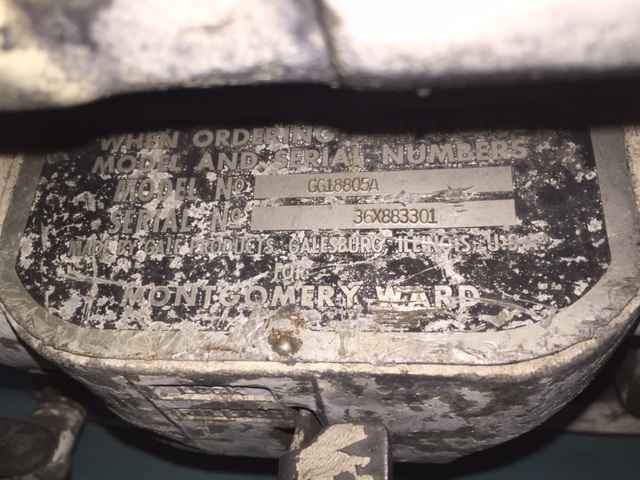 WHEN ORDERING
MODEL AND SERIAL NUMBERS
MODEL NO GG18805A
SERIAL NO 36X883301
MADE BY GALE PRODUCTS, GALESBURG, ILLINOIS, U.S.A.
FOR
MONTGOMERY WARD